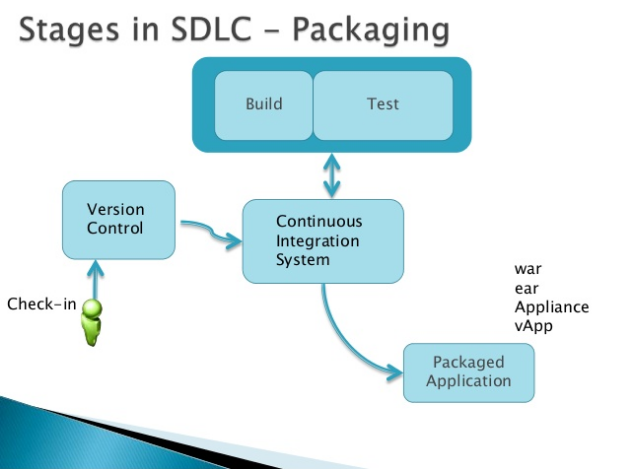 Stages in SDLC – Packaging
Build
Test
Version
Control
Continuous
Integration
System
Check-in
war
ear
Appliance
vApp
Packaged
Application